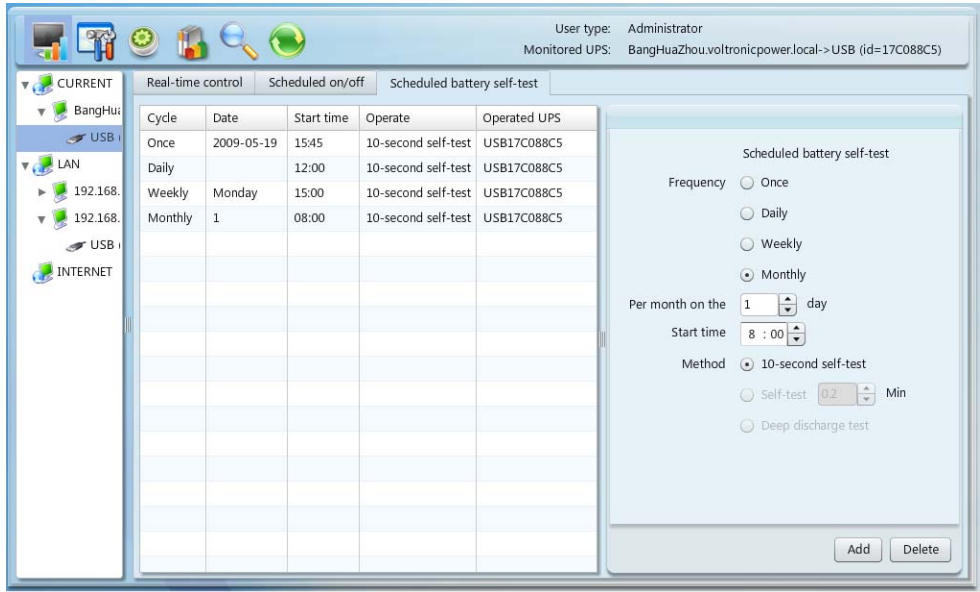 User type: Administrator
Monitored UPS: BangHuaZhou.voltronicpower.local->USB (id=17C088C5)
CURRENT
BangHua
USB
LAN
192.168.
192.168.
USB
INTERNET
Real-time control Scheduled on/off Scheduled battery self-test
Cycle Date Start time Operate Operated UPS
Once 2009-05-19 15:45 10-second self-test USB17C088C5
Daily 12:00 10-second self-test USB17C088C5
Weekly Monday 15:00 10-second self-test USB17C088C5
Monthly 1 08:00 10-second self-test USB17C088C5
Scheduled battery self-test
Frequency Once
Daily
Weekly
Monthly
Per month on the 1 day
Start time 8 : 00
Method 10-second self-test
Self-test 0.2 Min
Deep discharge test
Add Delete